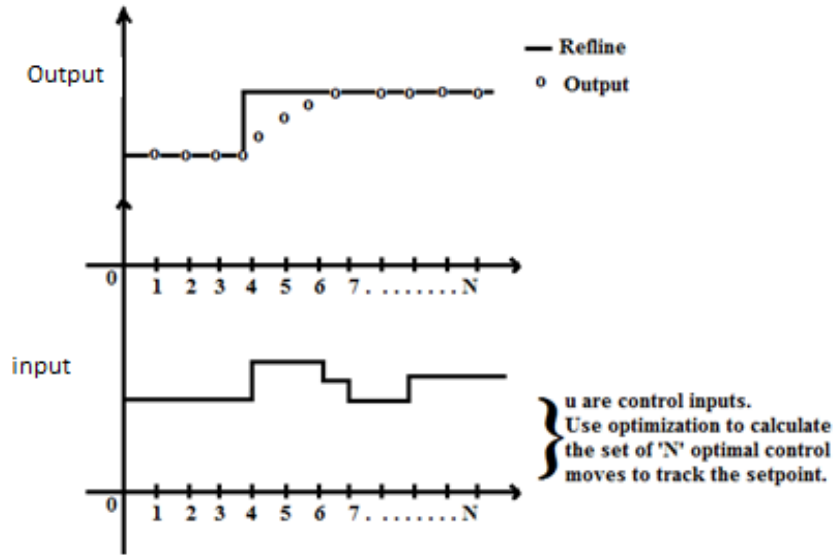 Output
Refline
o Output
0
1 2 3 4 5 6 7 . . . . . . . . . N
input
u are control inputs.
Use optimization to calculate
the set of 'N' optimal control
moves to track the setpoint.
0
1 2 3 4 5 6 7 . . . . . . . . . N